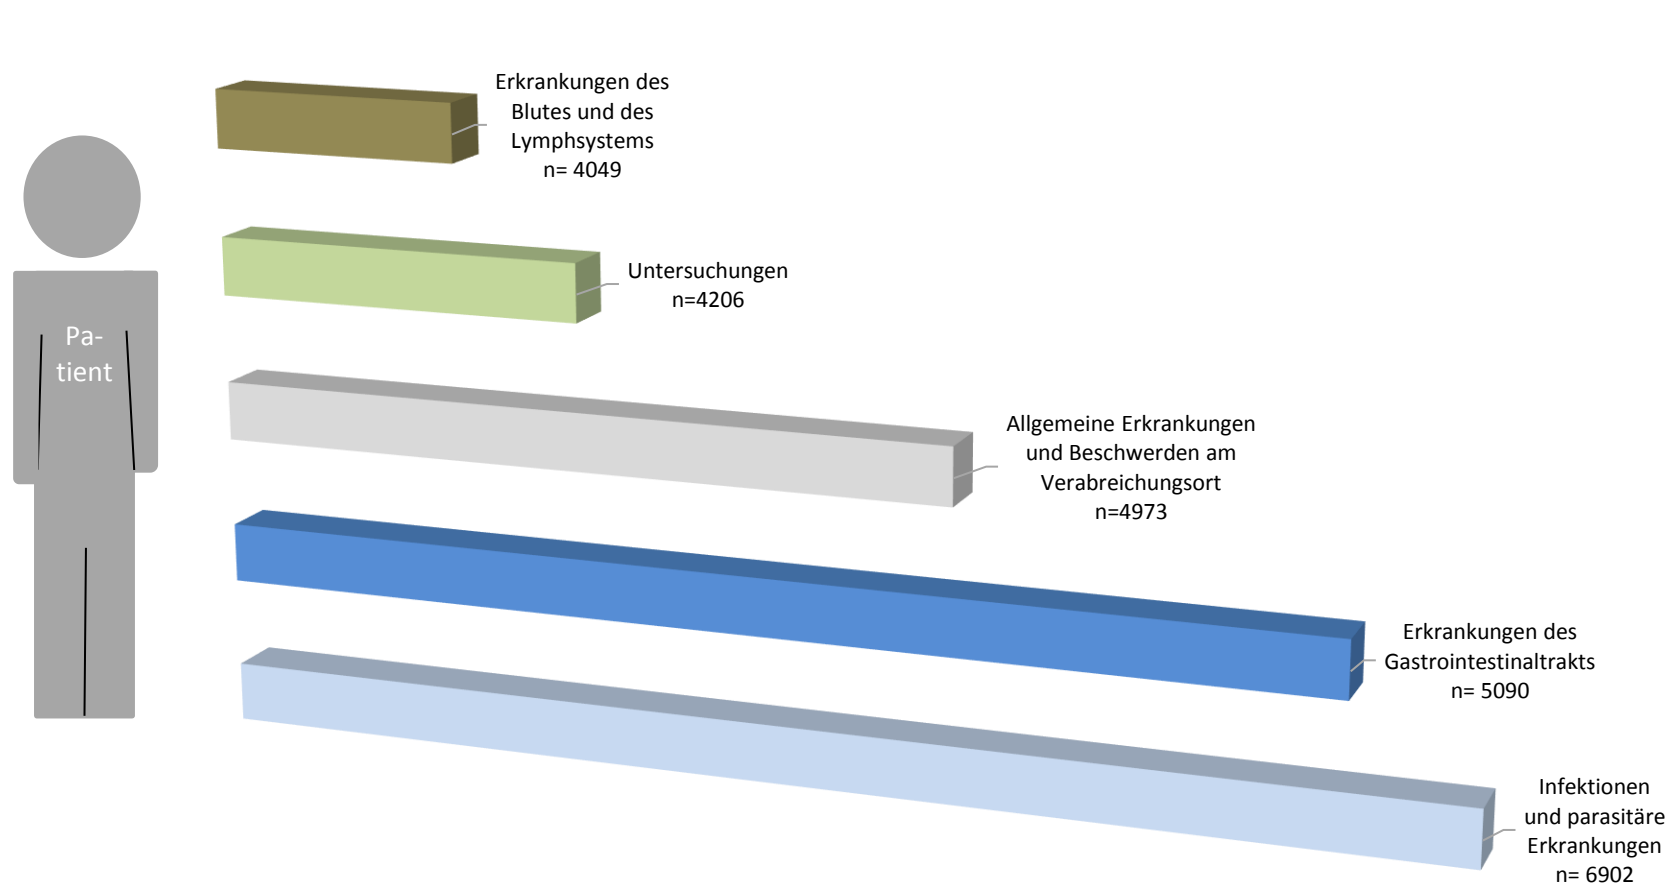 Erkrankungen des
Blutes und des
Lymphsystems
n= 4049
Untersuchungen
n=4206
Pa-
tient
Allgemeine Erkrankungen
und Beschwerden am
Verabreichungsort
n=4973
Erkrankungen des
Gastrointestinaltrakts
n= 5090
Infektionen
und parasitäre
Erkrankungen
n= 6902